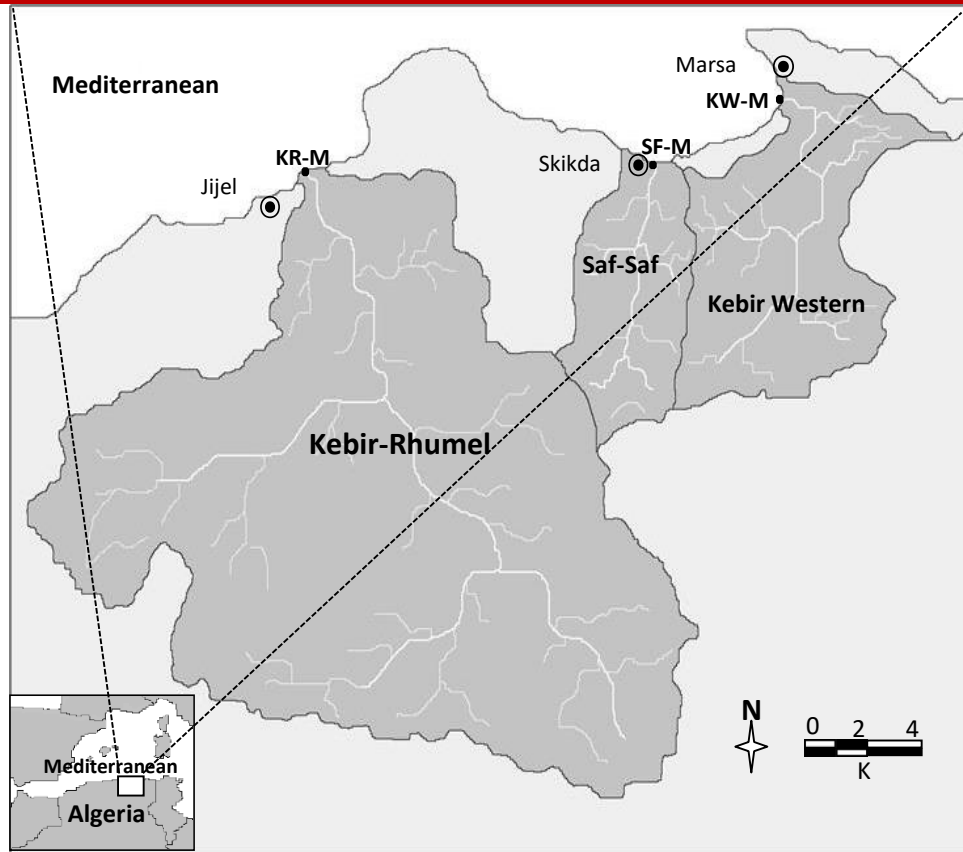 Marsa
Mediterranean
KW-M
KR-M
SF-M
Skikda
Jijel
Saf-Saf
Kebir Western
Kebir-Rhumel
N
0 2 4
K
Mediterranean
Algeria